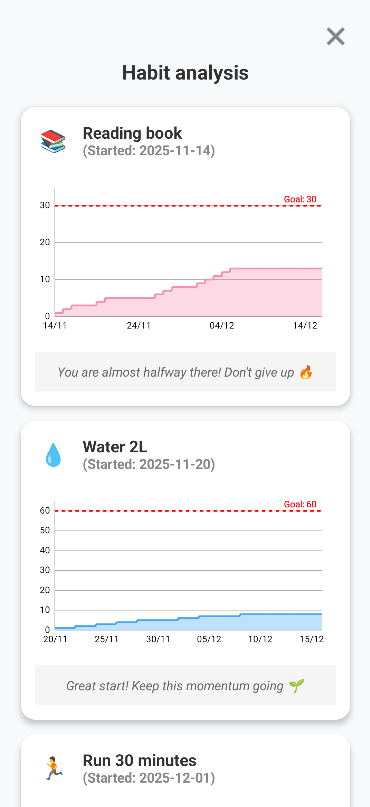 Habit analysis
Reading book
(Started: 2025-11-14)
Goal: 30
30
20
10
0
14/11 24/11 04/12 14/12
You are almost halfway there! Don't give up 🔥
Water 2L
(Started: 2025-11-20)
Goal: 60
60
50
40
30
20
10
0
20/11 25/11 30/11 05/12 10/12 15/12
Great start! Keep this momentum going 🌱
Run 30 minutes
(Started: 2025-12-01)